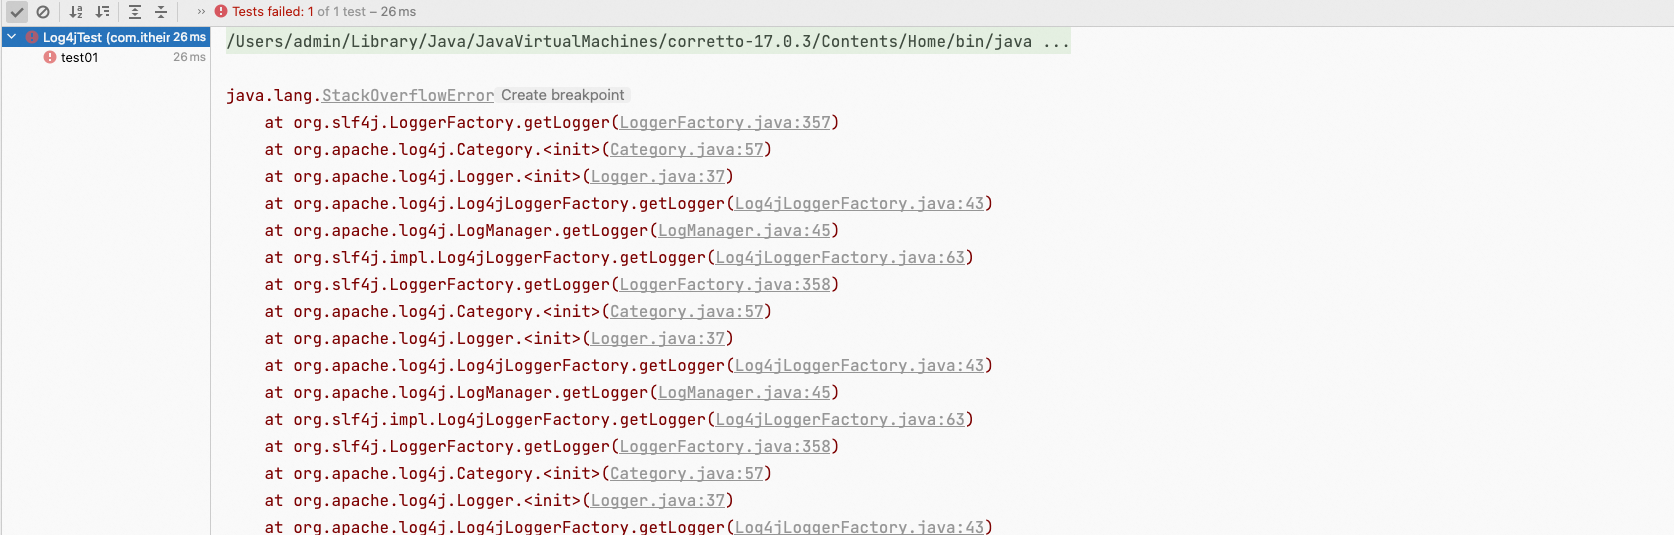 Tests failed: 1 of 1 test – 26 ms
Log4jTest (com.itheir 26 ms
test01 26 ms
/Users/admin/Library/Java/JavaVirtualMachines/corretto-17.0.3/Contents/Home/bin/java ...
java.lang.StackOverflowError Create breakpoint
at org.slf4j.LoggerFactory.getLogger(LoggerFactory.java:357)
at org.apache.log4j.Category.<init>(Category.java:57)
at org.apache.log4j.Logger.<init>(Logger.java:37)
at org.apache.log4j.Log4jLoggerFactory.getLogger(Log4jLoggerFactory.java:43)
at org.apache.log4j.LogManager.getLogger(LogManager.java:45)
at org.slf4j.impl.Log4jLoggerFactory.getLogger(Log4jLoggerFactory.java:63)
at org.slf4j.LoggerFactory.getLogger(LoggerFactory.java:358)
at org.apache.log4j.Category.<init>(Category.java:57)
at org.apache.log4j.Logger.<init>(Logger.java:37)
at org.apache.log4j.Log4jLoggerFactory.getLogger(Log4jLoggerFactory.java:43)
at org.apache.log4j.LogManager.getLogger(LogManager.java:45)
at org.slf4j.impl.Log4jLoggerFactory.getLogger(Log4jLoggerFactory.java:63)
at org.slf4j.LoggerFactory.getLogger(LoggerFactory.java:358)
at org.apache.log4j.Category.<init>(Category.java:57)
at org.apache.log4j.Logger.<init>(Logger.java:37)
at org.apache.log4j.Log4jLoggerFactory.getLogger(Log4jLoggerFactory.java:43)